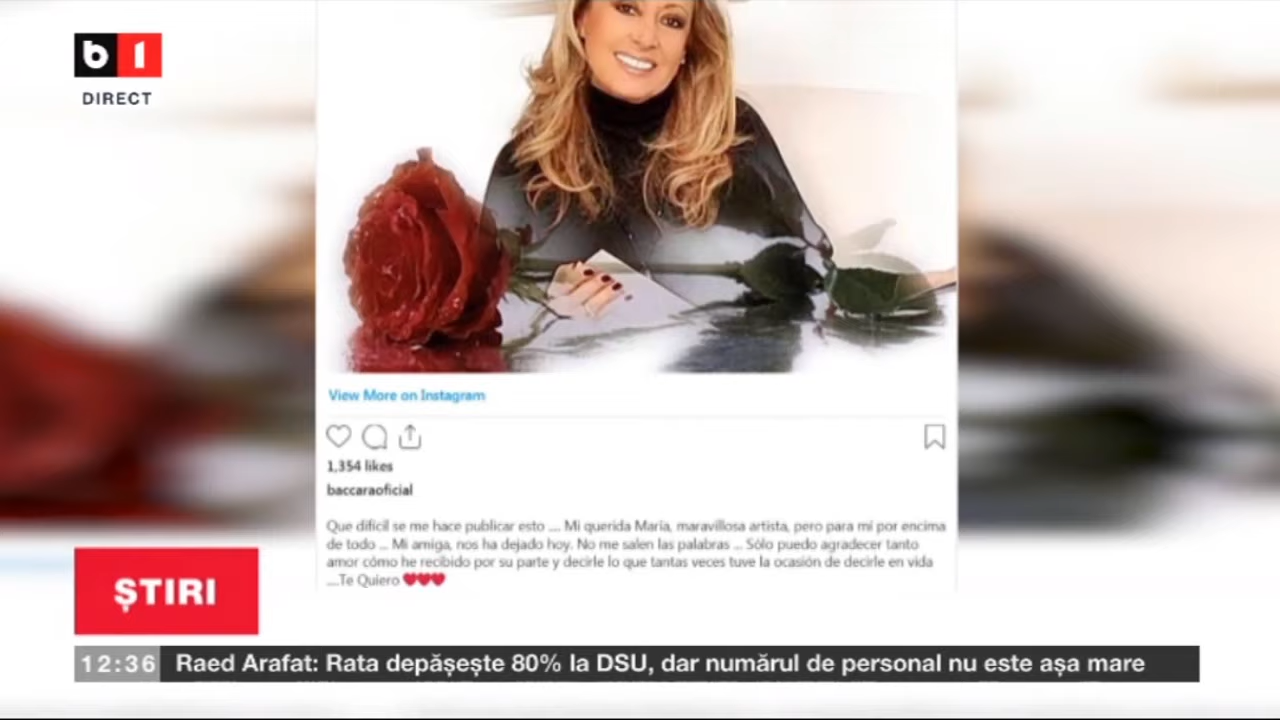 b1
DIRECT
View More on Instagram
1,354 likes
baccaraoficial
Que difícil se me hace publicar esto .... Mi querida María, maravillosa artista, pero para mí por encima
de todo ... Mi amiga, nos ha dejado hoy. No me salen las palabras ... Sólo puedo agradecer tanto
amor cómo he recibido por su parte y decirle lo que tantas veces tuve la ocasión de decirle en vida
....Te Quiero ❤❤❤
ȘTIRI
12:36 Raed Arafat: Rata depășește 80% la DSU, dar numărul de personal nu este așa mare